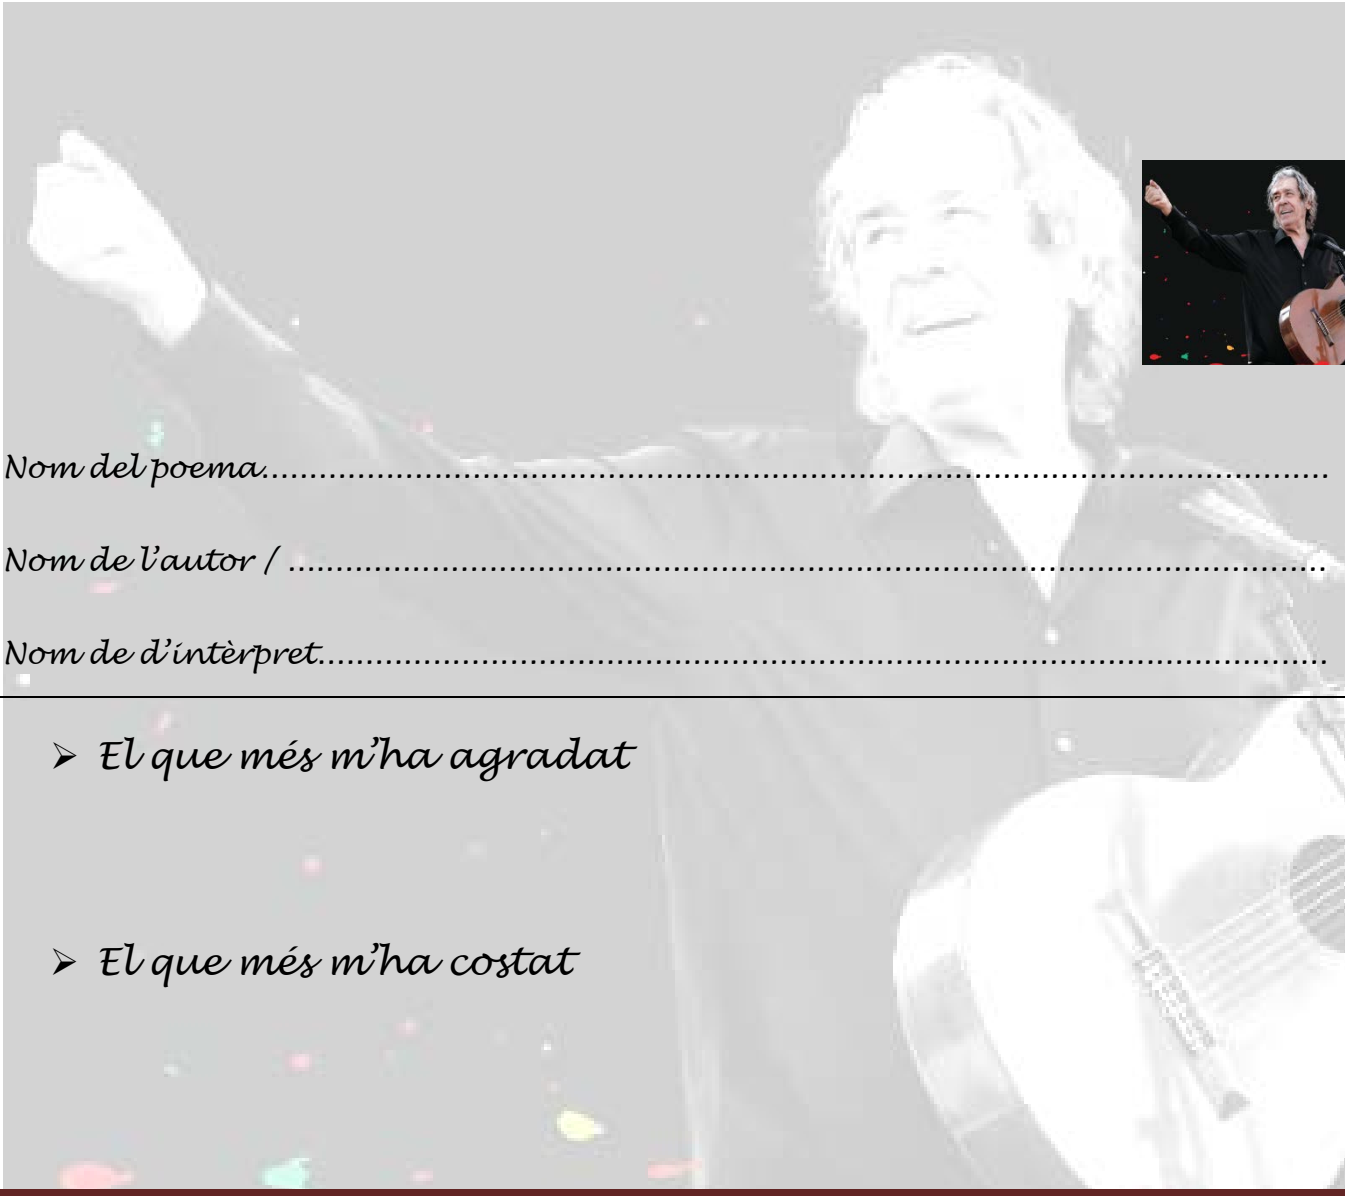 Nom del poema....................................................................................................................
Nom de l'autor / ................................................................................................................
Nom de d'intèrpret.............................................................................................................
➢ El que més m'ha agradat
➢ El que més m'ha costat